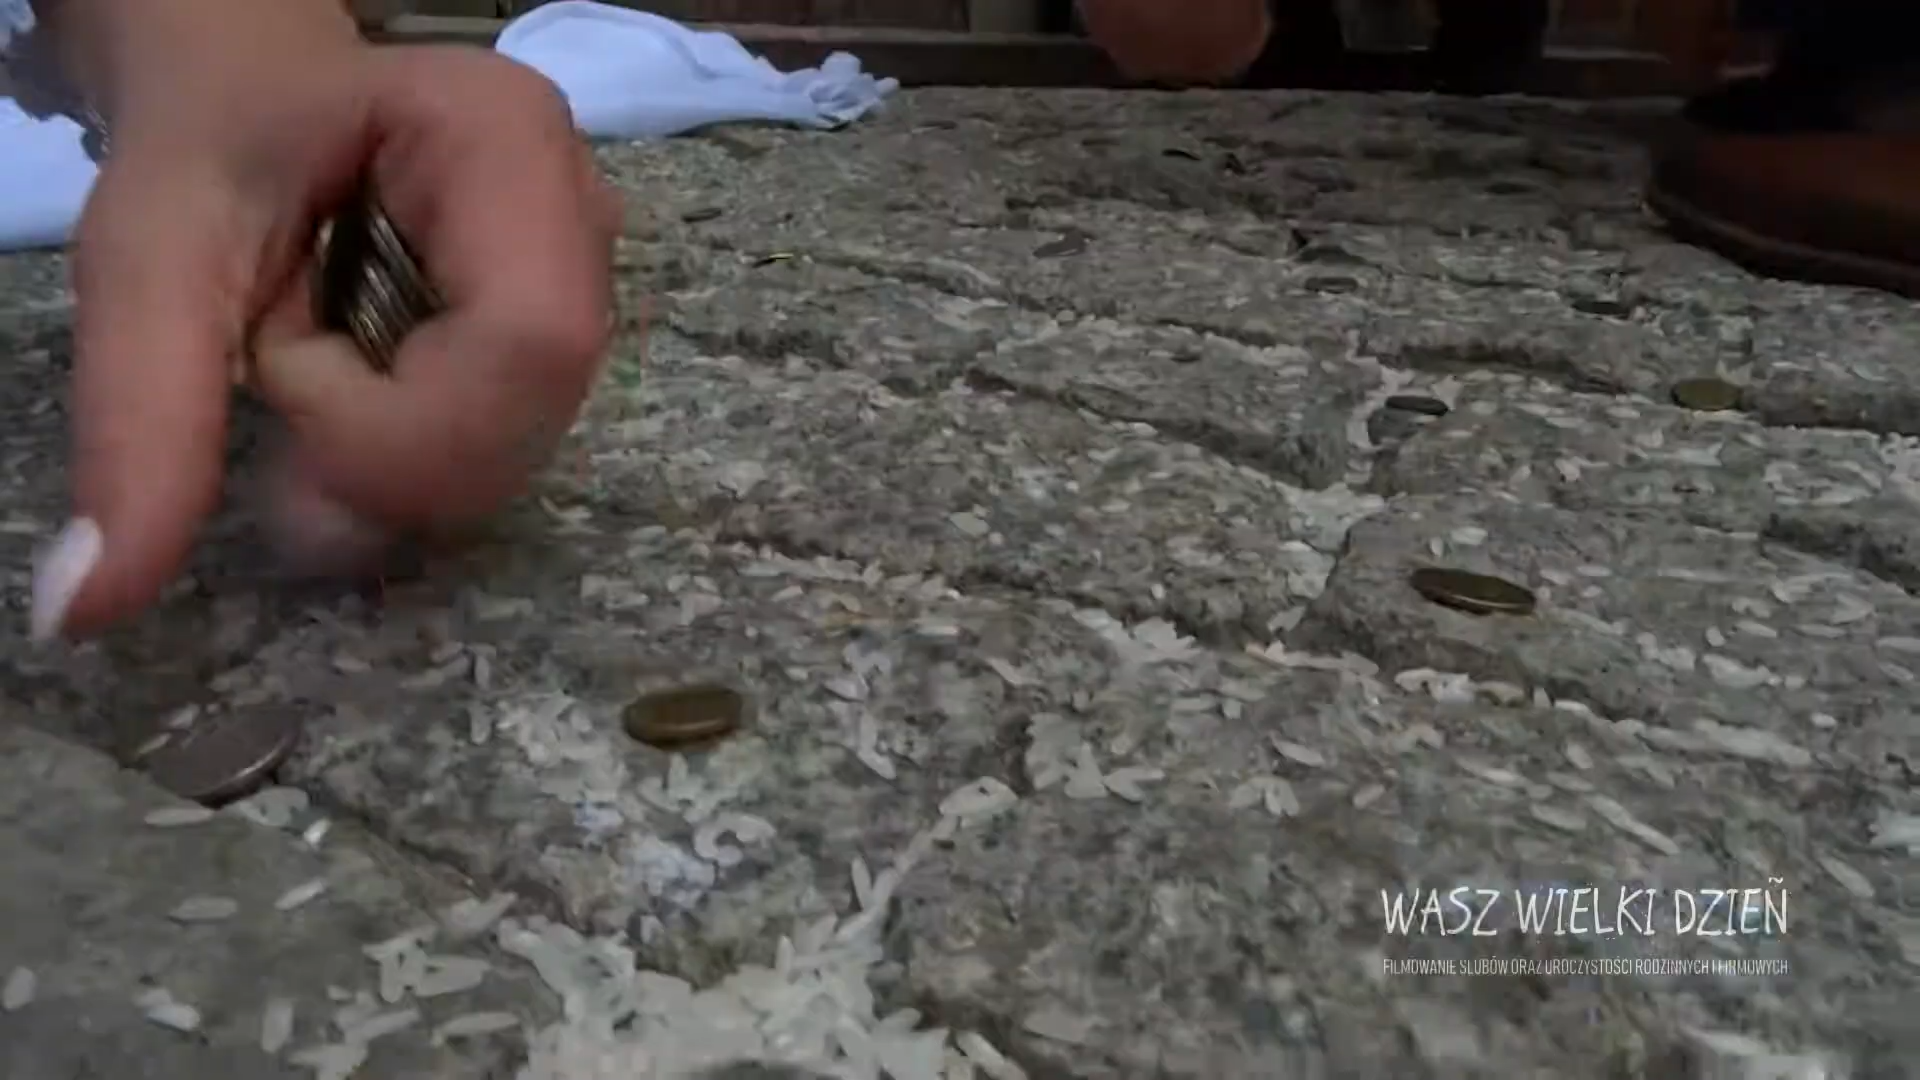 WASZ WIELKI DZIEŃ
FILMOWANIE ŚLUBÓW ORAZ UROCZYSTOŚCI RODZINNYCH I FIRMOWYCH